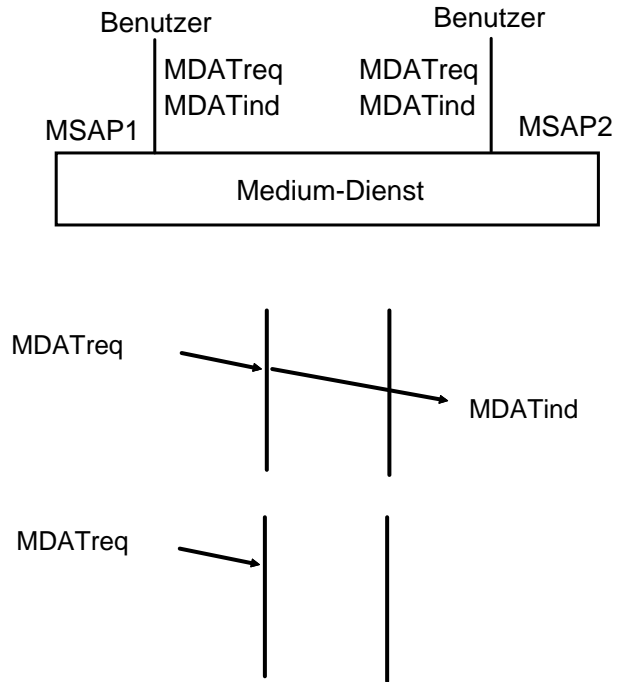 Benutzer
Benutzer
MDATreq
MDATind
MDATreq
MDATind
MSAP1
MSAP2
Medium-Dienst
MDATreq
MDATind
MDATreq